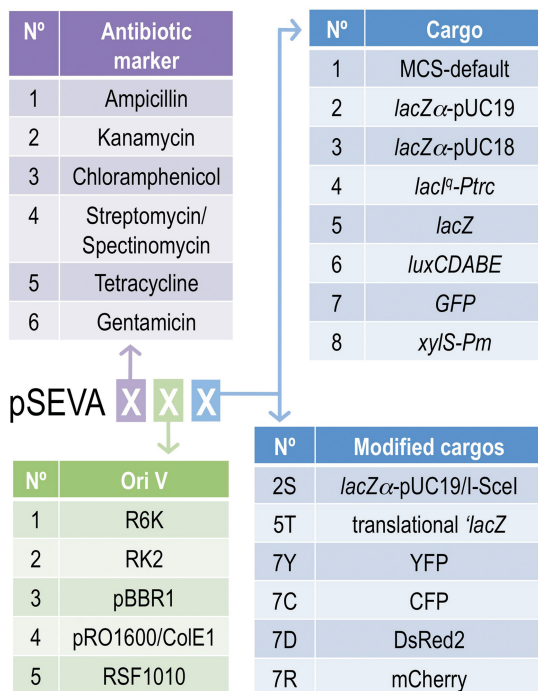 Nº Antibiotic marker
1 Ampicillin
2 Kanamycin
3 Chloramphenicol
4 Streptomycin/
Spectinomycin
5 Tetracycline
6 Gentamicin
Nº Cargo
1 MCS-default
2 lacZα-pUC19
3 lacZα-pUC18
4 lacIq-Ptrc
5 lacZ
6 luxCDABE
7 GFP
8 xylS-Pm
pSEVA X X X
Nº Ori V
1 R6K
2 RK2
3 pBBR1
4 pRO1600/ColE1
5 RSF1010
Nº Modified cargos
2S lacZα-pUC19/I-SceI
5T translational ‘lacZ
7Y YFP
7C CFP
7D DsRed2
7R mCherry